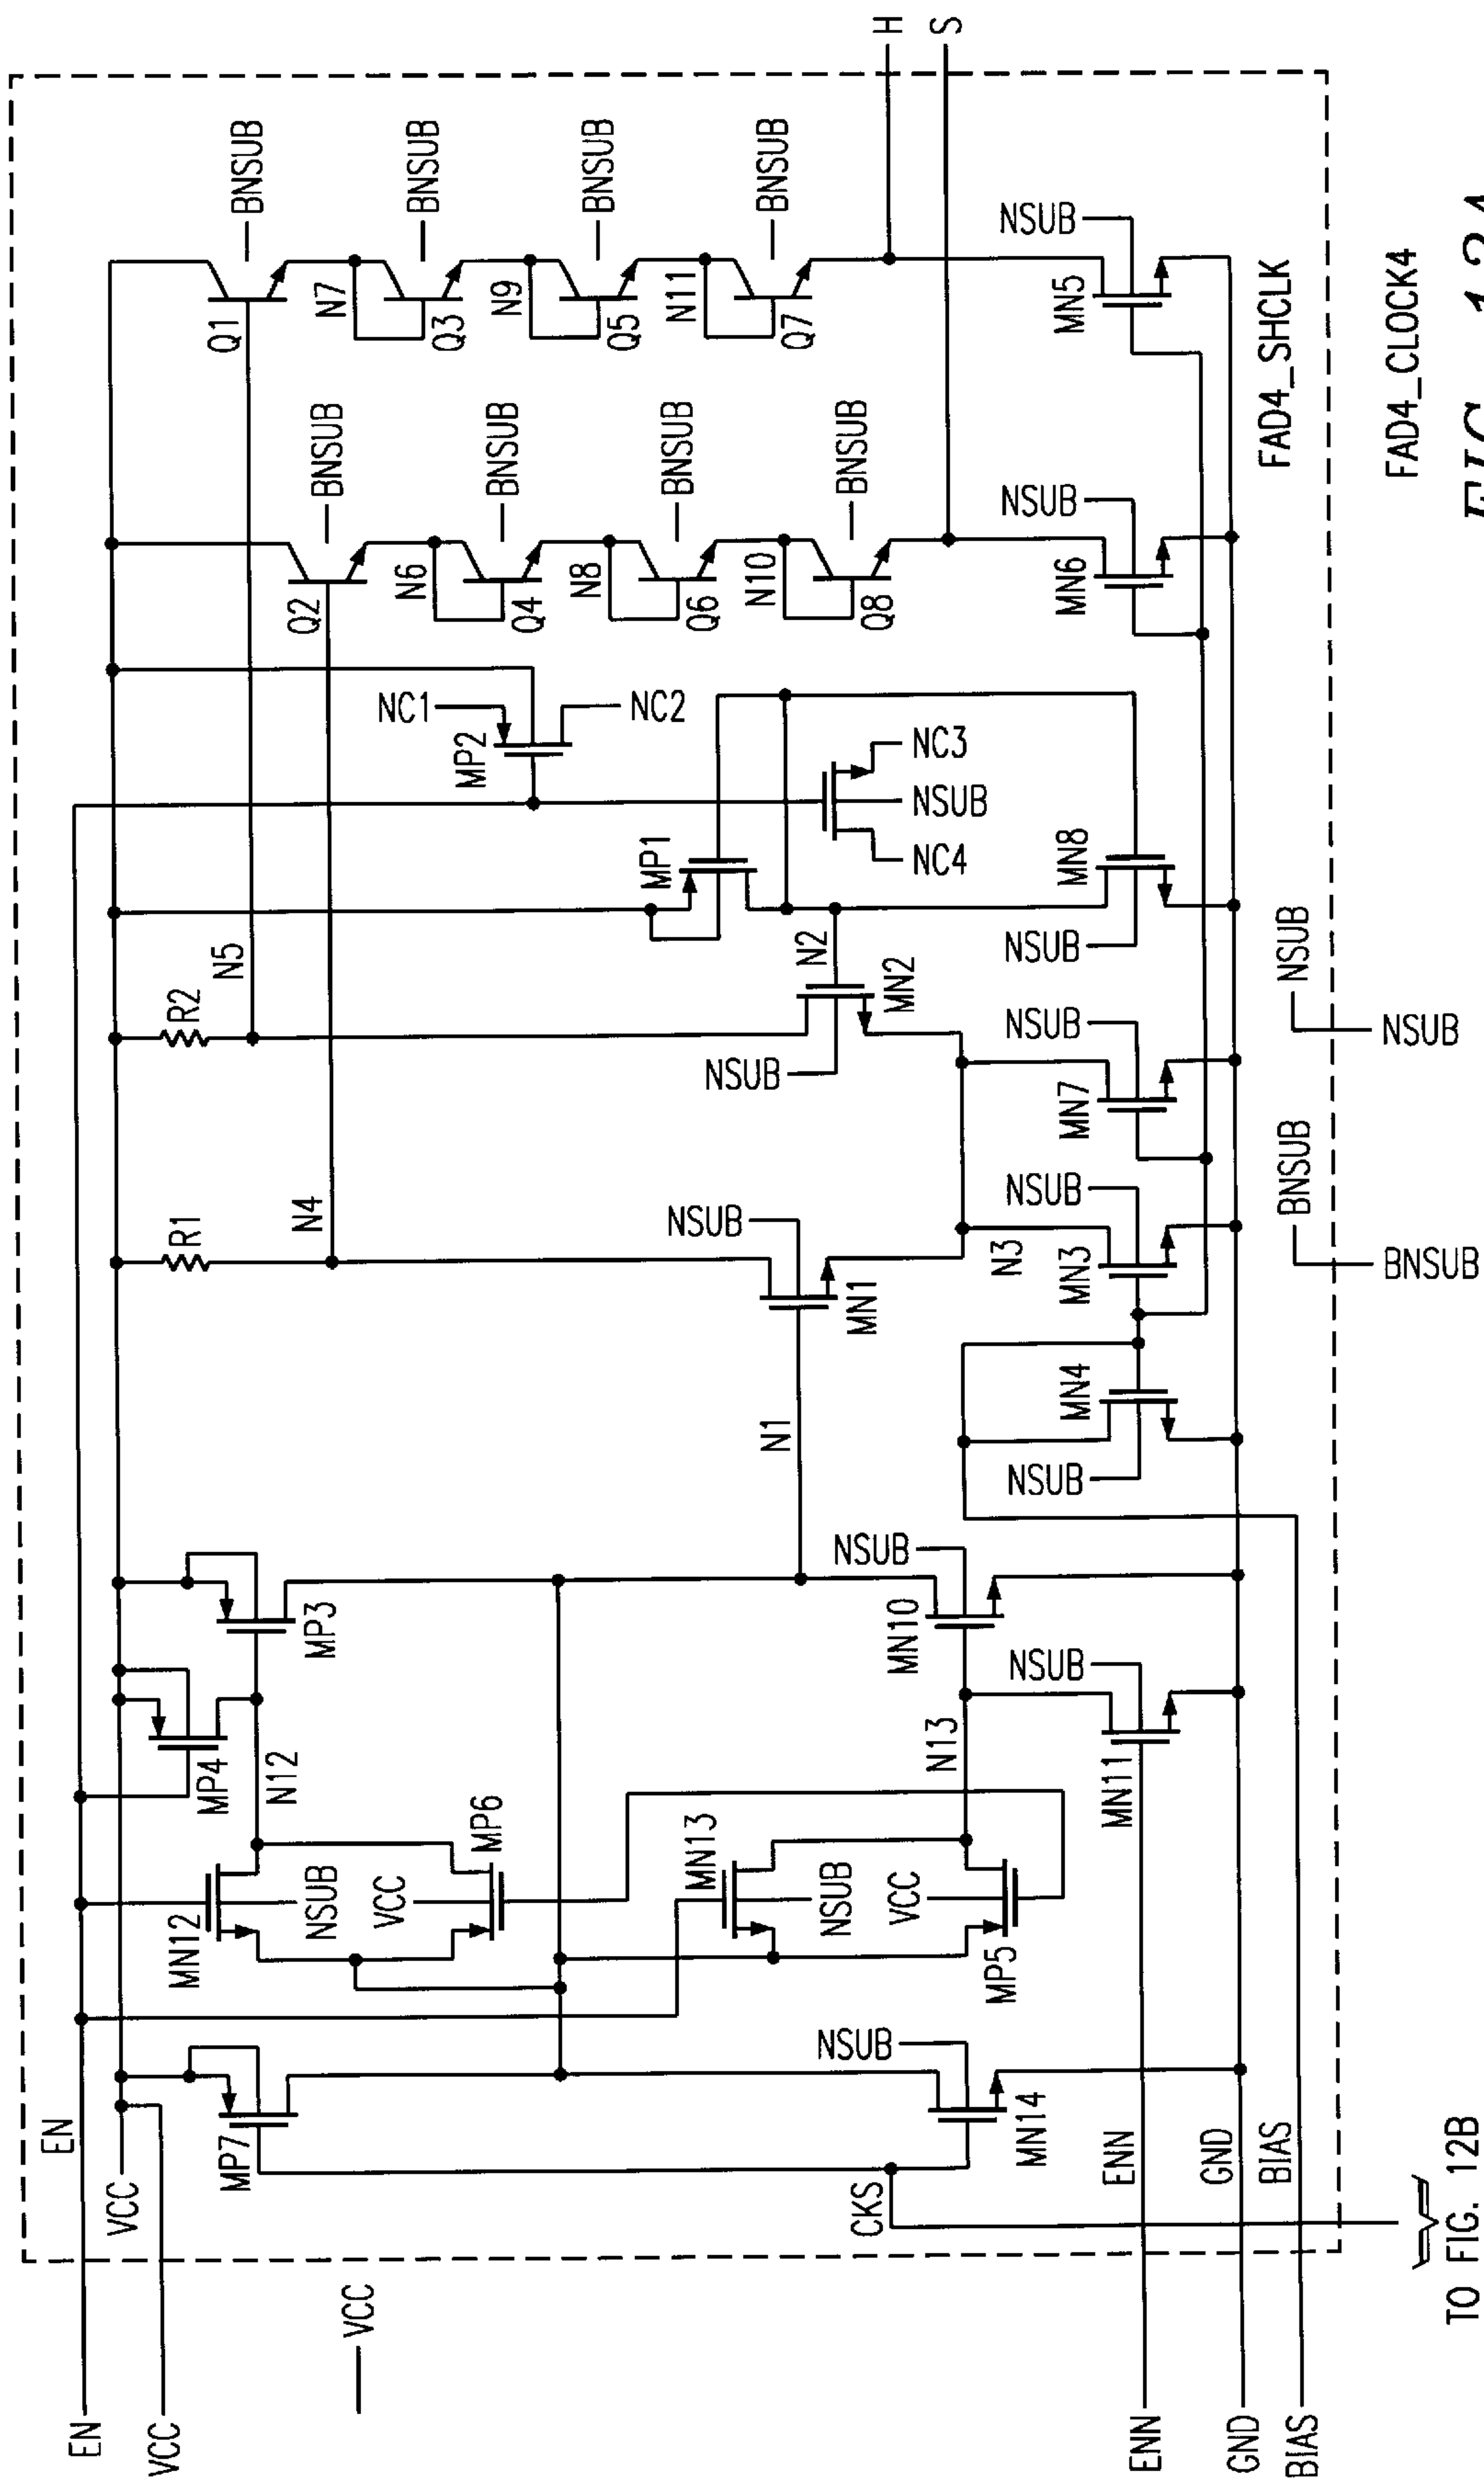 EN
VCC
VCC
ENN
GND
BIAS
EN
VCC
MP7
CKS
MN14
NSUB
ENN
GND
BIAS
TO FIG. 12B
MN12
NSUB
VCC
MP6
MP4
N12
MP3
MN13
NSUB
VCC
MP5
N13
MN10
NSUB
MN11
NSUB
N1
NSUB
MN4
R1
N4
NSUB
MN1
N3
MN3
NSUB
BNSUB
BNSUB
R2
N5
NSUB
N2
MN2
MN7
NSUB
NSUB
NSUB
MP1
NSUB
MN8
NC1
MP2
NC2
NC3
NSUB
NC4
Q2
BNSUB
N6
Q4
BNSUB
N8
Q6
BNSUB
N10
Q8
BNSUB
MN6
NSUB
Q1
BNSUB
N7
Q3
BNSUB
N9
Q5
BNSUB
N11
Q7
BNSUB
MN5
NSUB
H
S
FAD4_SHCLK
FAD4_CLOCK4